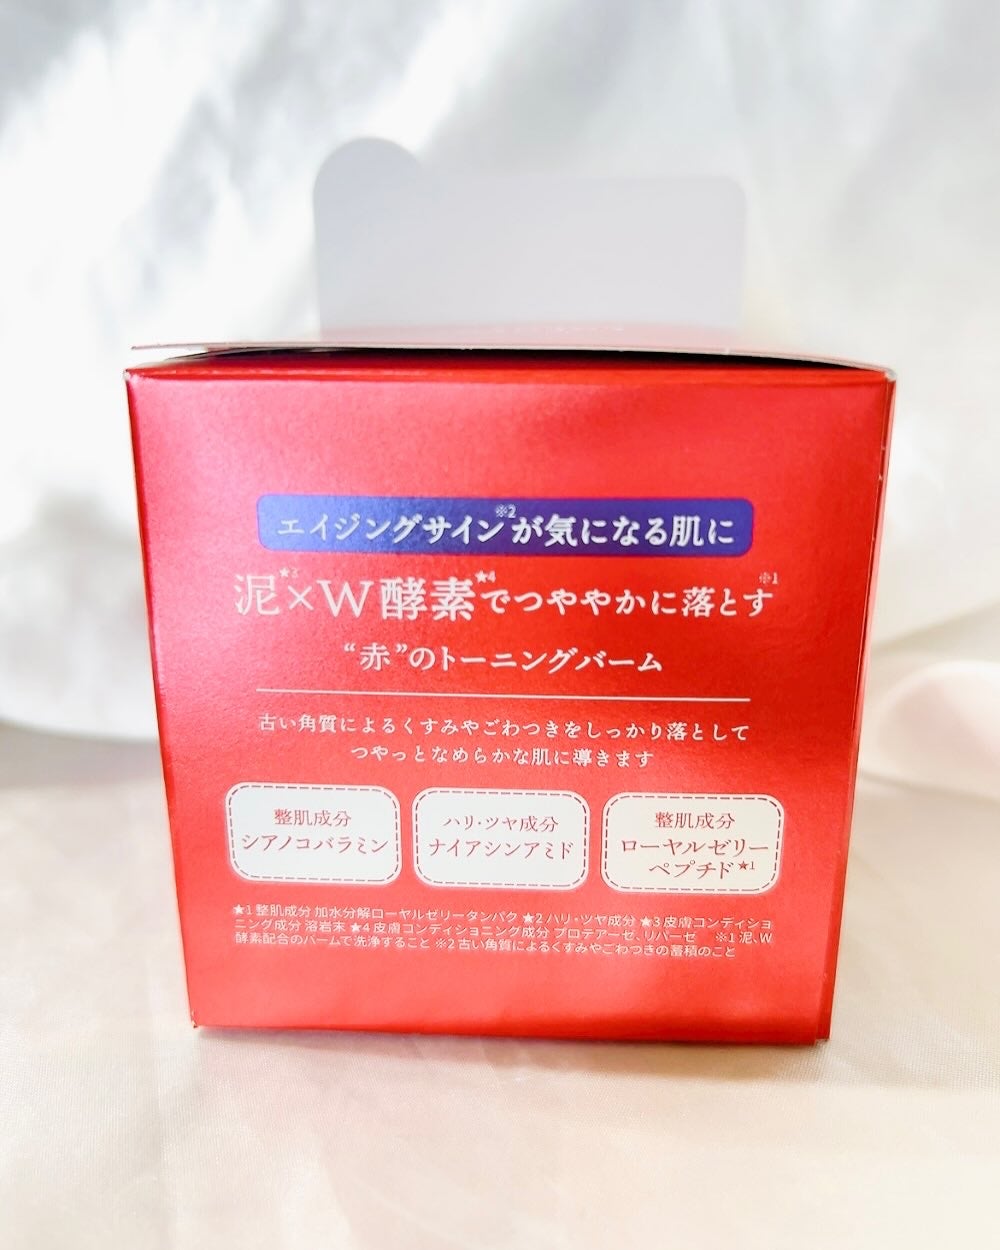 エイジングサイン※2が気になる肌に
泥★3×W酵素★4でつややかに落とす※1
“赤”のトーニングバーム
古い角質によるくすみやごわつきをしっかり落として
つやっとなめらかな肌に導きます
整肌成分
シアノコバラミン
ハリ・ツヤ成分
ナイアシンアミド
整肌成分
ローヤルゼリー
ペプチド★1
★1 整肌成分 加水分解ローヤルゼリータンパク ★2 ハリ・ツヤ成分 ★3 皮膚コンディショ
ニング成分 溶岩末 ★4 皮膚コンディショニング成分 プロテアーゼ、リパーゼ ※1 泥、W
酵素配合のバームで洗浄すること ※2 古い角質によるくすみやごわつきの蓄積のこと